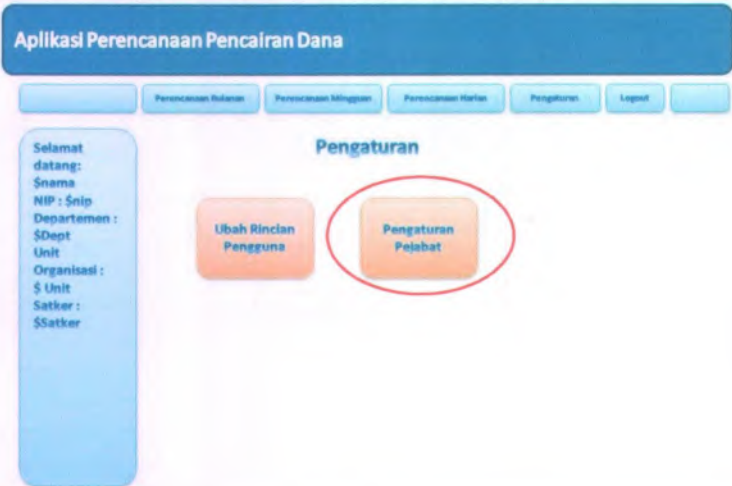 Aplikasi Perencanaan Pencairan Dana
Perencanaan Bulanan
Perencanaan Mingguan
Perencanaan Harian
Pengaturan
Logout
Selamat
datang:
$nama
NIP : $nip
Departemen :
$Dept
Unit
Organisasi :
$ Unit
Satker :
$Satker
Pengaturan
Ubah Rincian
Pengguna
Pengaturan
Pejabat